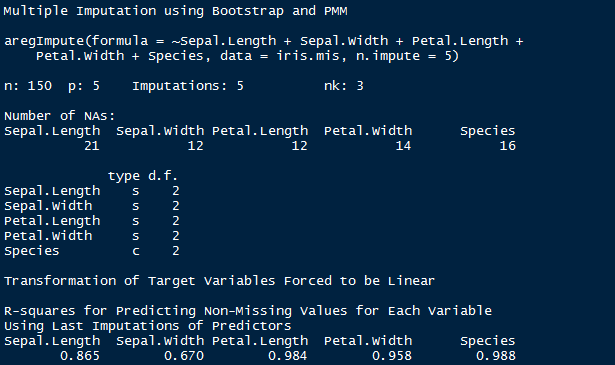 Multiple Imputation using Bootstrap and PMM
aregImpute(formula = ~Sepal.Length + Sepal.Width + Petal.Length +
Petal.Width + Species, data = iris.mis, n.impute = 5)
n: 150 p: 5 Imputations: 5 nk: 3
Number of NAs:
Sepal.Length Sepal.Width Petal.Length Petal.Width Species
21 12 12 14 16
type d.f.
Sepal.Length s 2
Sepal.Width s 2
Petal.Length s 2
Petal.Width s 2
Species c 2
Transformation of Target Variables Forced to be Linear
R-squares for Predicting Non-Missing Values for Each Variable
Using Last Imputations of Predictors
Sepal.Length Sepal.Width Petal.Length Petal.Width Species
0.865 0.670 0.984 0.958 0.988